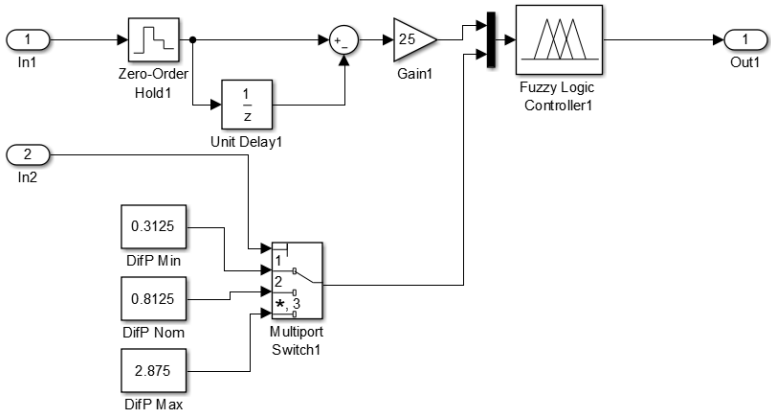 1
In1
Zero-Order
Hold1
+
−
25
Gain1
Fuzzy Logic
Controller1
1
Out1
1
z
Unit Delay1
2
In2
0.3125
DifP Min
0.8125
DifP Nom
2.875
DifP Max
1
2
*, 3
Multiport
Switch1